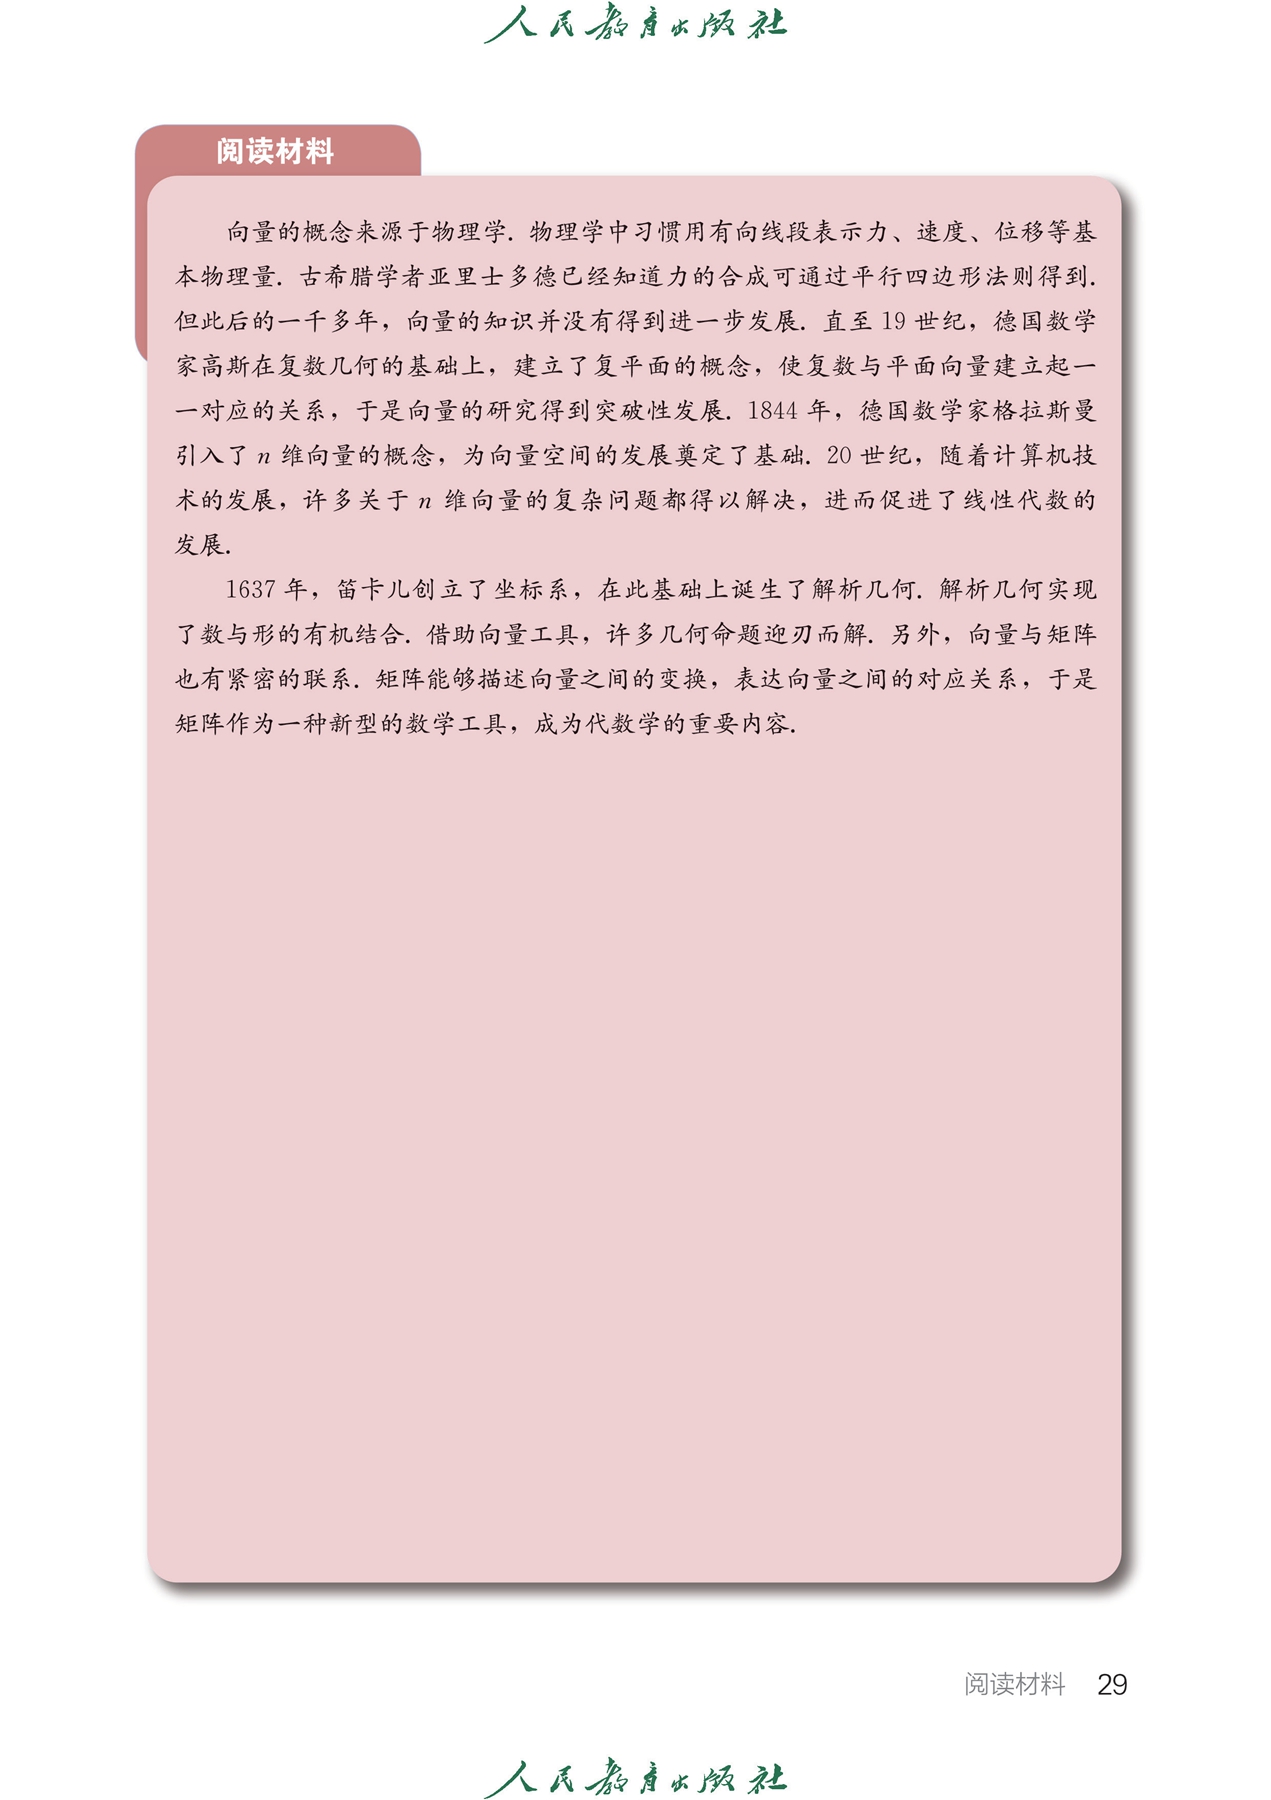 人民教育出版社
阅读材料
向量的概念来源于物理学. 物理学中习惯用有向线段表示力、速度、位移等基
本物理量. 古希腊学者亚里士多德已经知道力的合成可通过平行四边形法则得到.
但此后的一千多年，向量的知识并没有得到进一步发展. 直至 19 世纪，德国数学
家高斯在复数几何的基础上，建立了复平面的概念，使复数与平面向量建立起一
一对应的关系，于是向量的研究得到突破性发展. 1844 年，德国数学家格拉斯曼
引入了 n 维向量的概念，为向量空间的发展奠定了基础. 20 世纪，随着计算机技
术的发展，许多关于 n 维向量的复杂问题都得以解决，进而促进了线性代数的
发展.
1637 年，笛卡儿创立了坐标系，在此基础上诞生了解析几何. 解析几何实现
了数与形的有机结合. 借助向量工具，许多几何命题迎刃而解. 另外，向量与矩阵
也有紧密的联系. 矩阵能够描述向量之间的变换，表达向量之间的对应关系，于是
矩阵作为一种新型的数学工具，成为代数学的重要内容.
阅读材料 29
人民教育出版社